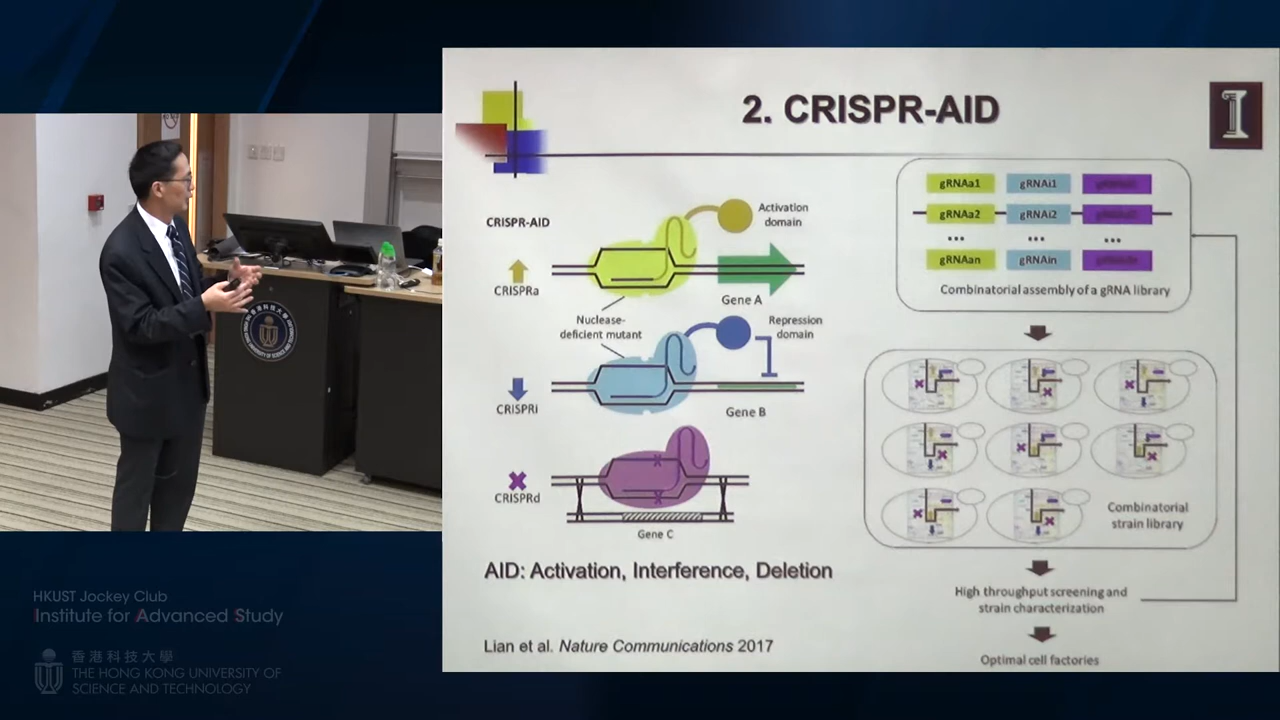 2. CRISPR-AID
CRISPR-AID
Activation
domain
CRISPRa
Gene A
Nuclease-
deficient mutant
Repression
domain
CRISPRi
Gene B
CRISPRd
Gene C
AID: Activation, Interference, Deletion
Lian et al. Nature Communications 2017
gRNAa1 gRNAi1
gRNAa2 gRNAi2
... ... ...
gRNAan gRNAin
Combinatorial assembly of a gRNA library
Combinatorial
strain library
High throughput screening and
strain characterization
Optimal cell factories
HKUST Jockey Club
Institute for Advanced Study
香港科技大學
THE HONG KONG UNIVERSITY OF
SCIENCE AND TECHNOLOGY